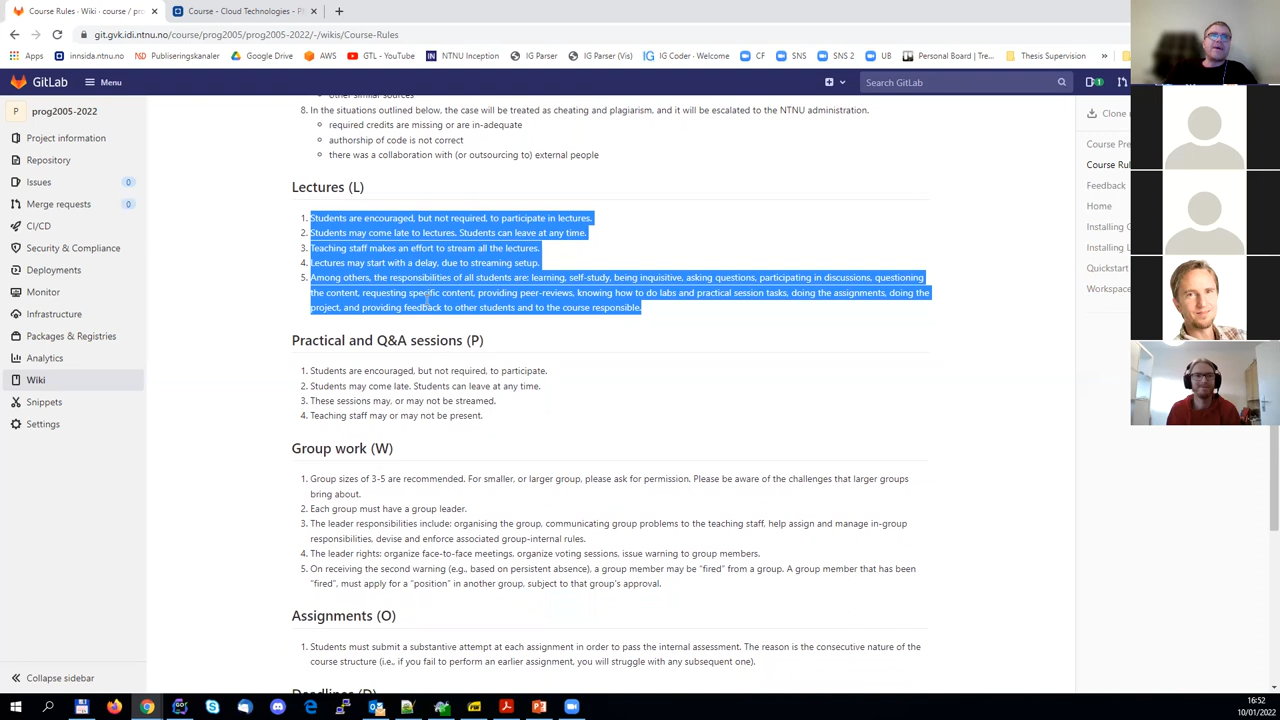 Course Rules · Wiki · course / pro
Course - Cloud Technologies - P
git.gvk.idi.ntnu.no/course/prog2005/prog2005-2022/-/wikis/Course-Rules
Apps
innsida.ntnu.no
Publiseringskanaler
Google Drive
AWS
GTL - YouTube
NTNU Inception
IG Parser
IG Parser (Vis)
IG Coder · Welcome
CF
SNS
SNS 2
UB
Personal Board | Tre...
Thesis Supervision
GitLab
Menu
Search GitLab
1
P prog2005-2022
Project information
Repository
Issues 0
Merge requests 0
CI/CD
Security & Compliance
Deployments
Monitor
Infrastructure
Packages & Registries
Analytics
Wiki
Snippets
Settings
Collapse sidebar
other similar sources
8. In the situations outlined below, the case will be treated as cheating and plagiarism, and it will be escalated to the NTNU administration.
required credits are missing or are in-adequate
authorship of code is not correct
there was a collaboration with (or outsourcing to) external people
Lectures (L)
1. Students are encouraged, but not required, to participate in lectures.
2. Students may come late to lectures. Students can leave at any time.
3. Teaching staff makes an effort to stream all the lectures.
4. Lectures may start with a delay, due to streaming setup.
5. Among others, the responsibilities of all students are: learning, self-study, being inquisitive, asking questions, participating in discussions, questioning
the content, requesting specific content, providing peer-reviews, knowing how to do labs and practical session tasks, doing the assignments, doing the
project, and providing feedback to other students and to the course responsible.
Practical and Q&A sessions (P)
1. Students are encouraged, but not required, to participate.
2. Students may come late. Students can leave at any time.
3. These sessions may, or may not be streamed.
4. Teaching staff may or may not be present.
Group work (W)
1. Group sizes of 3-5 are recommended. For smaller, or larger group, please ask for permission. Please be aware of the challenges that larger groups
bring about.
2. Each group must have a group leader.
3. The leader responsibilities include: organising the group, communicating group problems to the teaching staff, help assign and manage in-group
responsibilities, devise and enforce associated group-internal rules.
4. The leader rights: organize face-to-face meetings, organize voting sessions, issue warning to group members.
5. On receiving the second warning (e.g., based on persistent absence), a group member may be "fired" from a group. A group member that has been
"fired", must apply for a "position" in another group, subject to that group's approval.
Assignments (O)
1. Students must submit a substantive attempt at each assignment in order to pass the internal assessment. The reason is the consecutive nature of the
course structure (i.e., if you fail to perform an earlier assignment, you will struggle with any subsequent one).
Deadlines (D)
Clone
Course Pre
Course Rul
Feedback
Home
Installing
Installing L
Quickstart
Workspace
16:52
10/01/2022